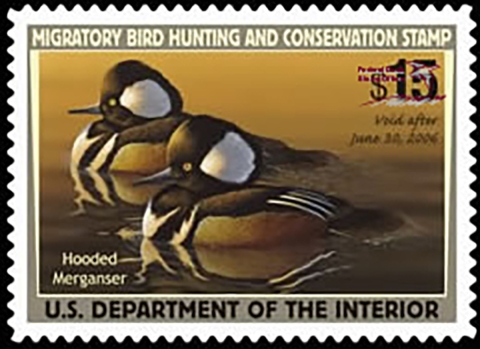 MIGRATORY BIRD HUNTING AND CONSERVATION STAMP
$15
Void after
June 30, 2006
Hooded
Merganser
U.S. DEPARTMENT OF THE INTERIOR